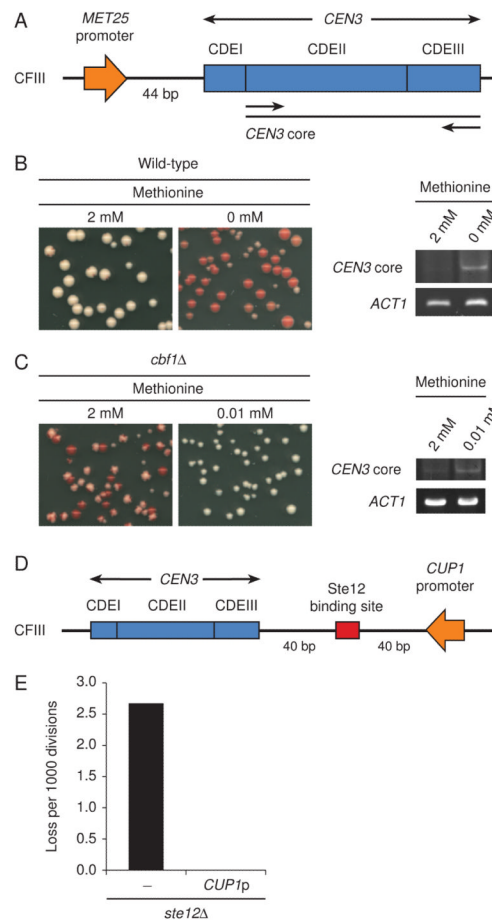 A
MET25
promoter
CEN3
CDEI
CDEII
CDEIII
CFIII
44 bp
CEN3 core
B
Wild-type
Methionine
2 mM
0 mM
Methionine
2 mM
0 mM
CEN3 core
ACT1
C
cbf1Δ
Methionine
2 mM
0.01 mM
Methionine
2 mM
0.01 mM
CEN3 core
ACT1
D
CEN3
CDEI
CDEII
CDEIII
Ste12
binding site
CUP1
promoter
CFIII
40 bp
40 bp
E
Loss per 1000 divisions
3.0
2.5
2.0
1.5
1.0
0.5
0.0
–
CUP1p
ste12Δ